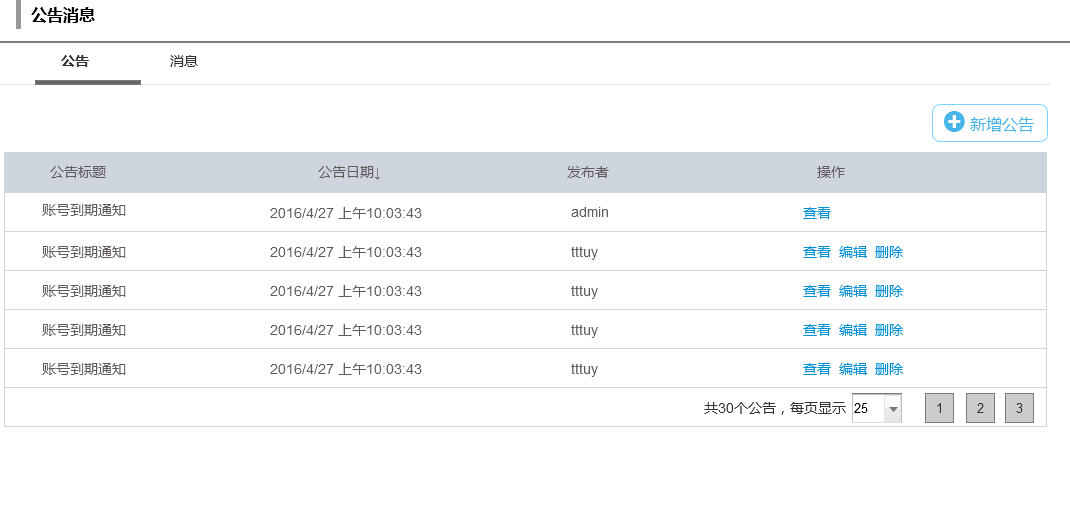 公告消息
公告 消息
新增公告
公告标题 公告日期↓ 发布者 操作
账号到期通知 2016/4/27 上午10:03:43 admin 查看
账号到期通知 2016/4/27 上午10:03:43 tttuy 查看 编辑 删除
账号到期通知 2016/4/27 上午10:03:43 tttuy 查看 编辑 删除
账号到期通知 2016/4/27 上午10:03:43 tttuy 查看 编辑 删除
账号到期通知 2016/4/27 上午10:03:43 tttuy 查看 编辑 删除
共30个公告，每页显示 25 1 2 3